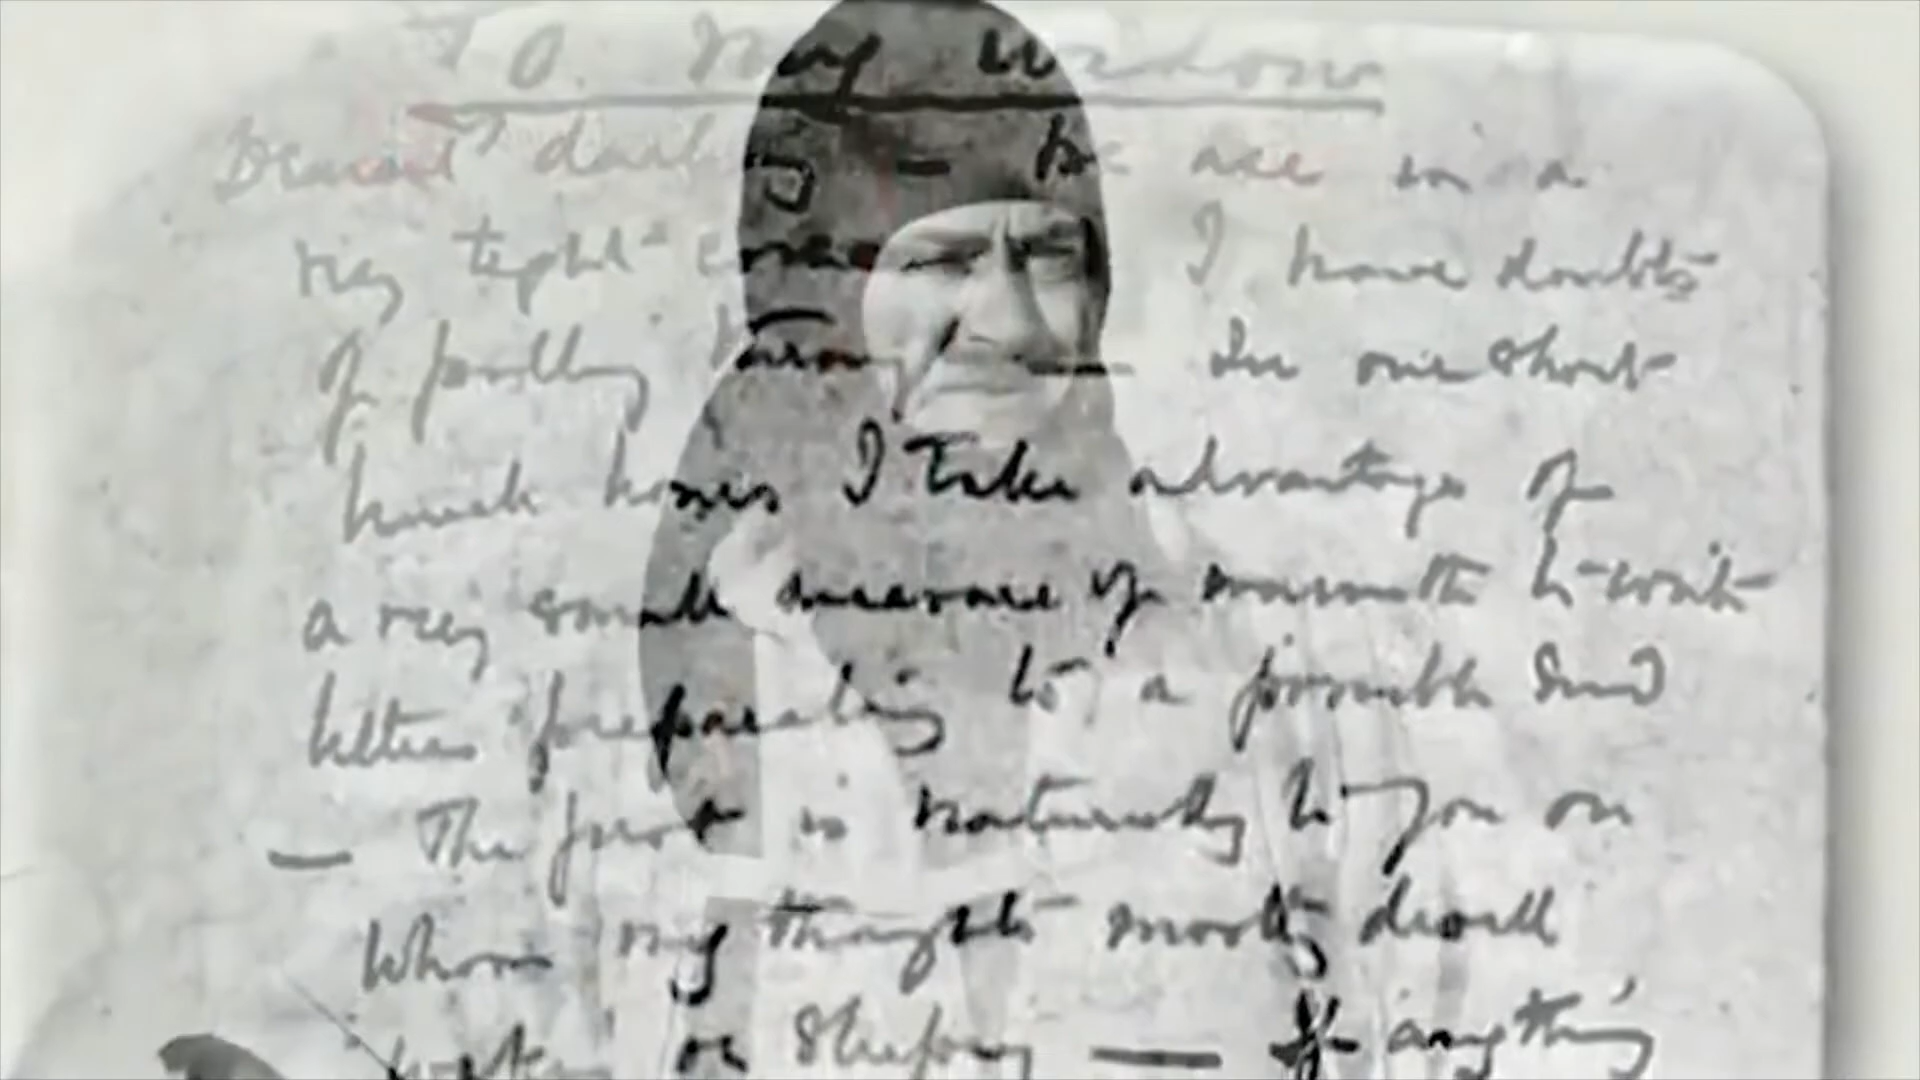 To my widow
Dearest darling – we are in a
very tight corner I have doubts
of pulling through – In our short
lunch hours I take advantage of
a very small measure of warmth to write
letters preparatory to a possible end
– The first is naturally to you on
whom my thoughts mostly dwell
waking or sleeping – If anything